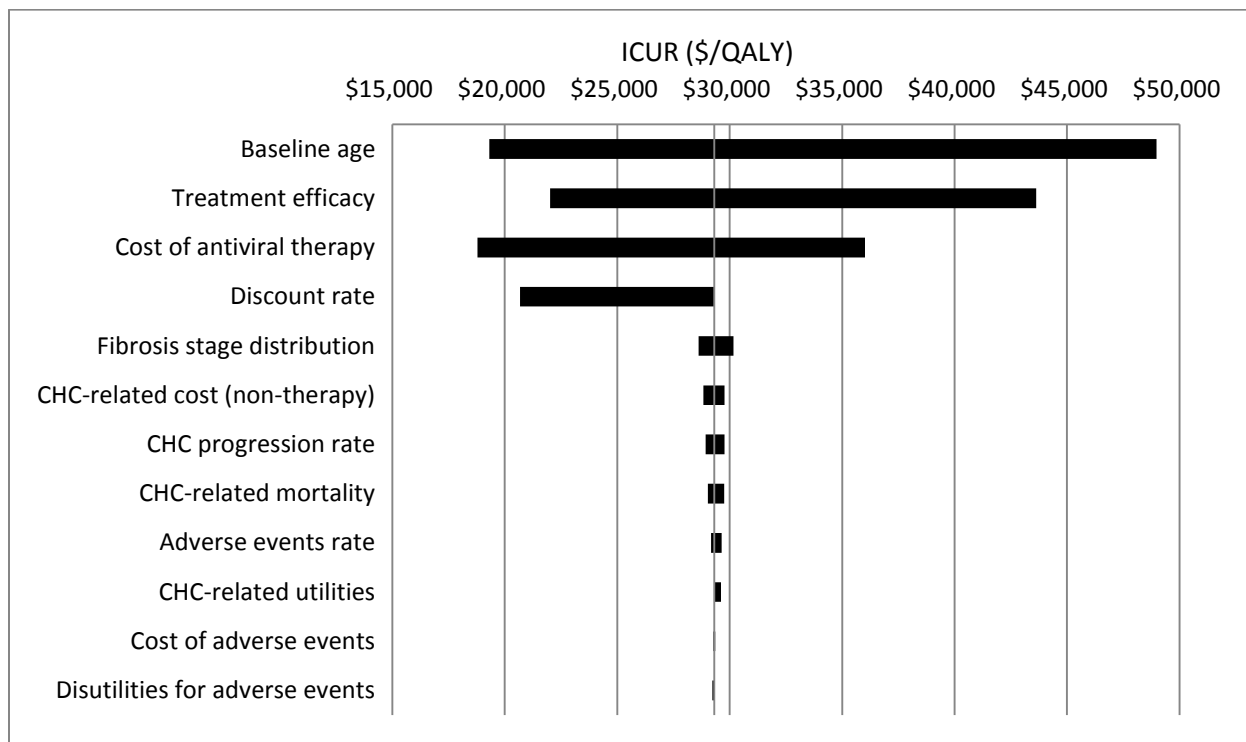 ICUR ($/QALY)
$15,000 $20,000 $25,000 $30,000 $35,000 $40,000 $45,000 $50,000
Baseline age
Treatment efficacy
Cost of antiviral therapy
Discount rate
Fibrosis stage distribution
CHC-related cost (non-therapy)
CHC progression rate
CHC-related mortality
Adverse events rate
CHC-related utilities
Cost of adverse events
Disutilities for adverse events